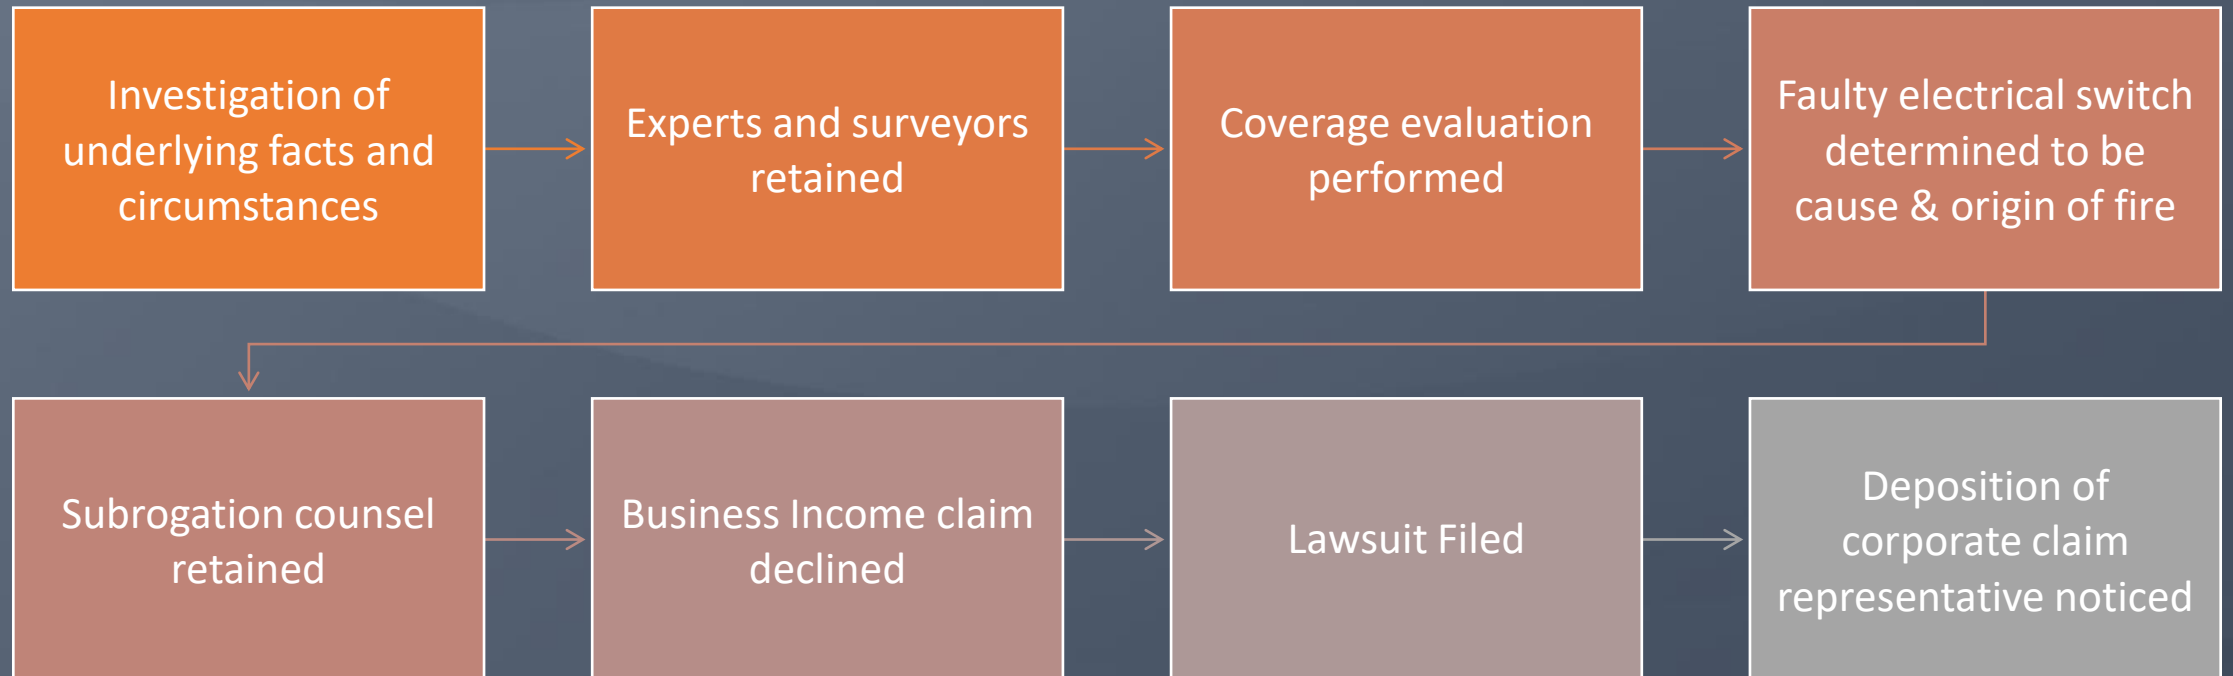 Investigation of
underlying facts and
circumstances
Experts and surveyors
retained
Coverage evaluation
performed
Faulty electrical switch
determined to be
cause & origin of fire
Subrogation counsel
retained
Business Income claim
declined
Lawsuit Filed
Deposition of
corporate claim
representative noticed